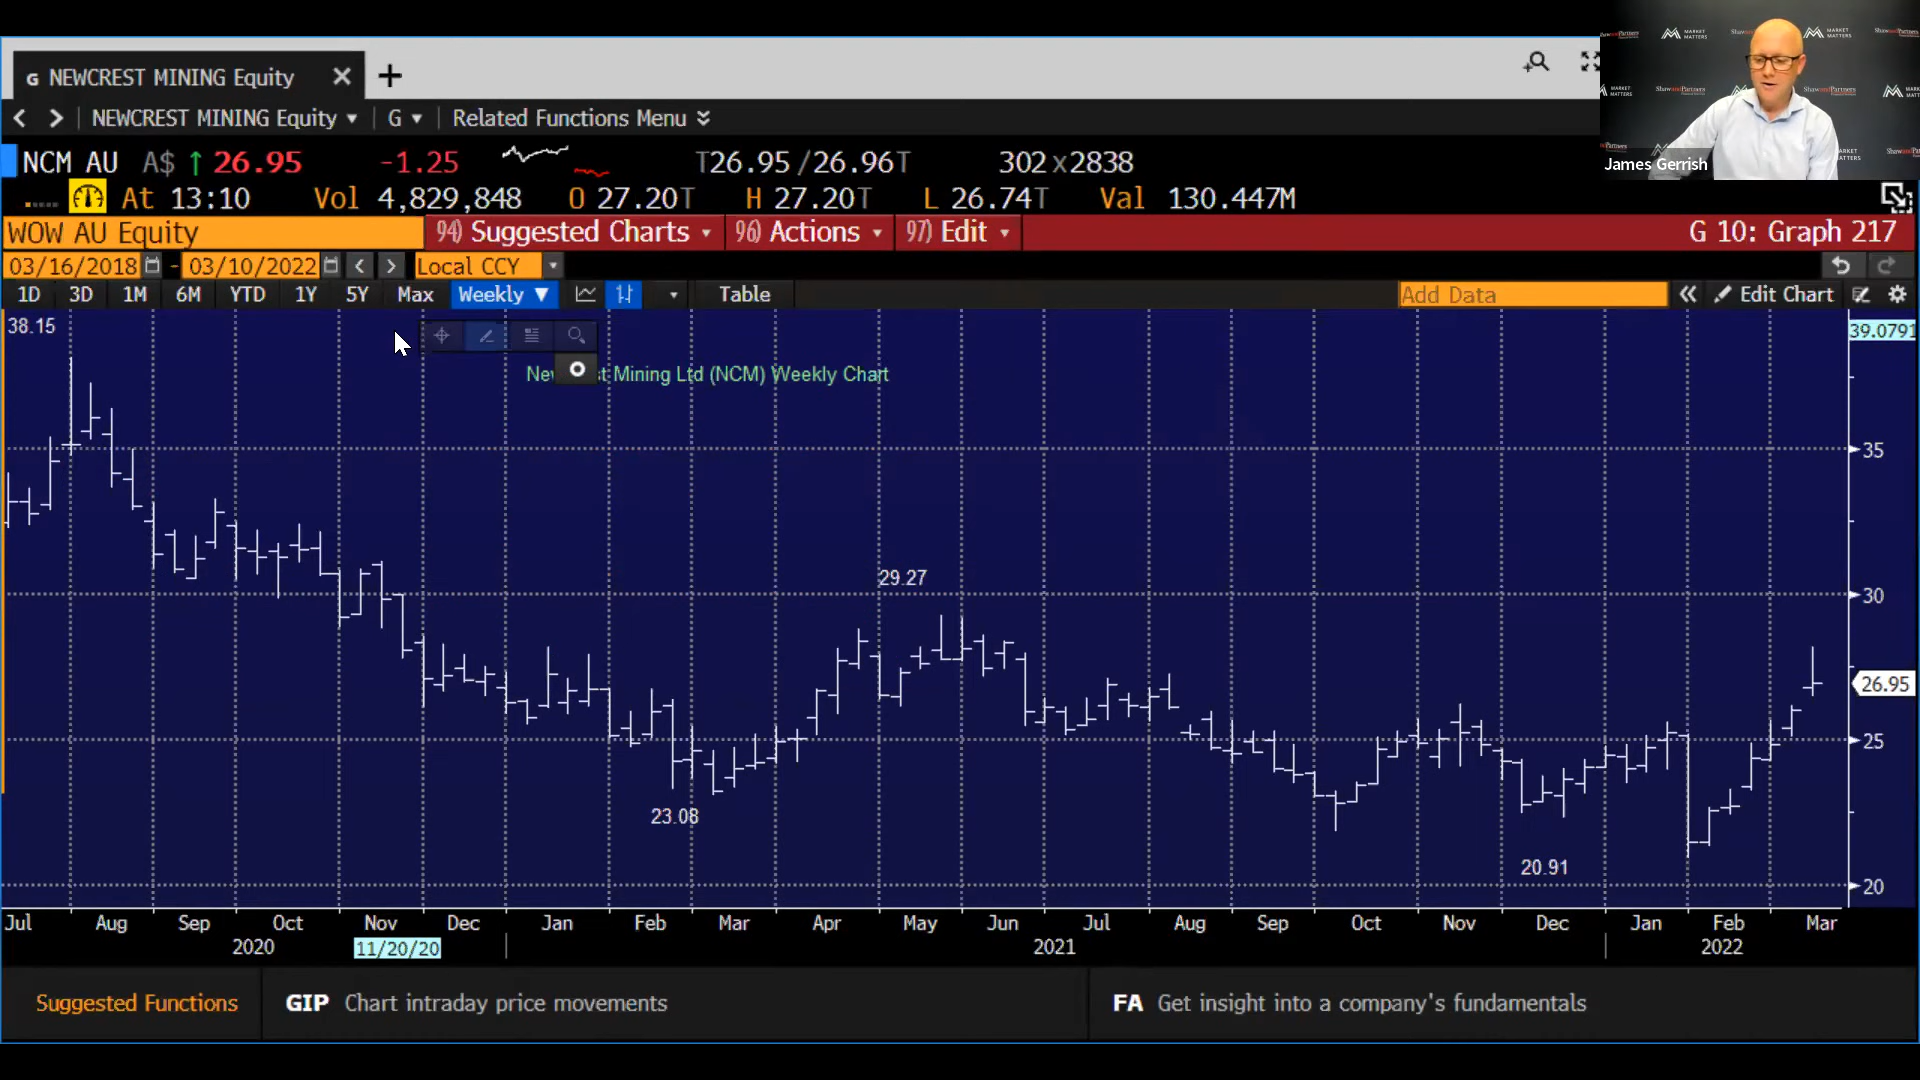 G NEWCREST MINING Equity
NEWCREST MINING Equity G Related Functions Menu
NCM AU A$ 26.95 -1.25 T26.95/26.96T 302x2838
At 13:10 Vol 4,829,848 O 27.20T H 27.20T L 26.74T Val 130.447M
WOW AU Equity 94) Suggested Charts 96) Actions 97) Edit G 10: Graph 217
03/16/2018 - 03/10/2022 Local CCY
1D 3D 1M 6M YTD 1Y 5Y Max Weekly Table Add Data Edit Chart
MARKET MATTERS
ShawandPartners
James Gerrish
38.15
39.0791
t Mining Ltd (NCM) Weekly Chart
35
29.27
30
26.95
25
23.08
20.91
20
Jul Aug Sep Oct Nov Dec Jan Feb Mar Apr May Jun Jul Aug Sep Oct Nov Dec Jan Feb Mar
2020 11/20/20 2021 2022
Suggested Functions GIP Chart intraday price movements FA Get insight into a company's fundamentals